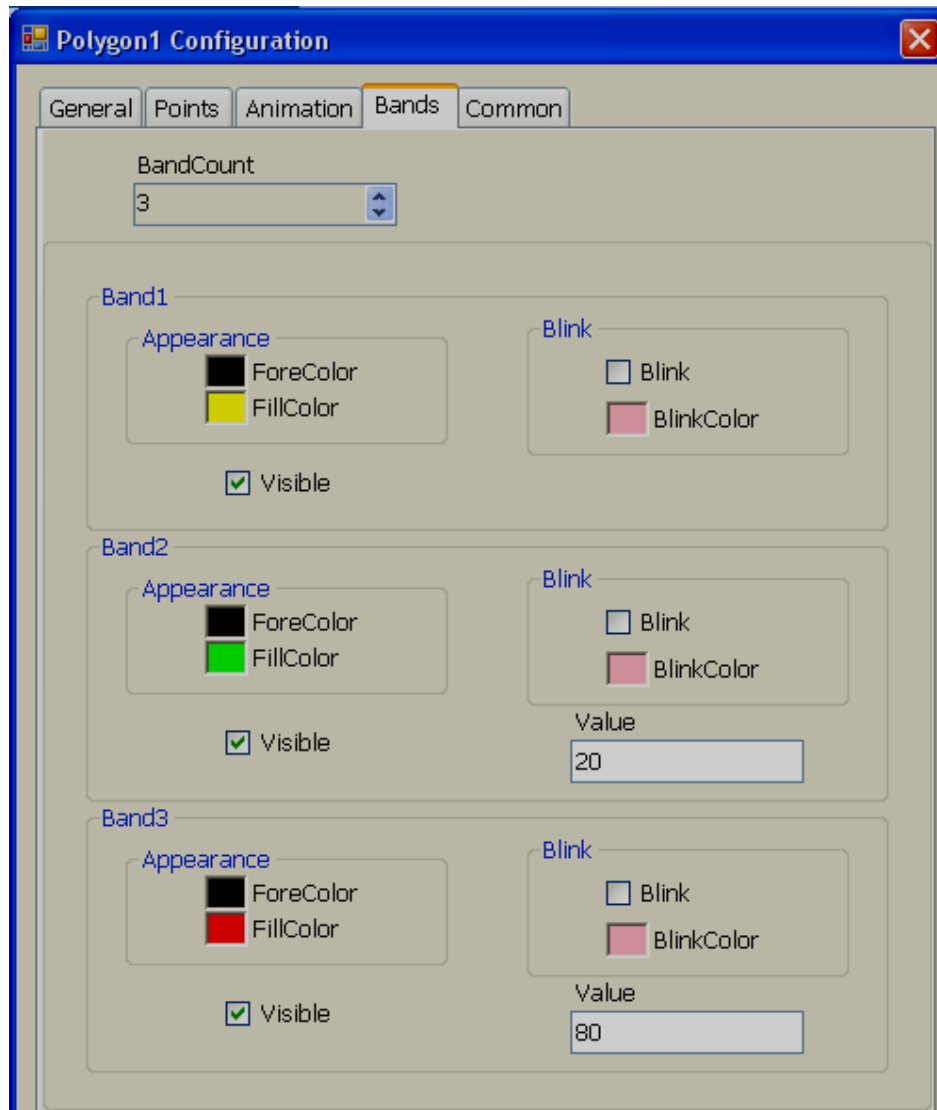 Polygon1 Configuration
General Points Animation Bands Common
BandCount
3
Band1
Appearance
ForeColor
FillColor
Visible
Blink
Blink
BlinkColor
Band2
Appearance
ForeColor
FillColor
Visible
Blink
Blink
BlinkColor
Value
20
Band3
Appearance
ForeColor
FillColor
Visible
Blink
Blink
BlinkColor
Value
80